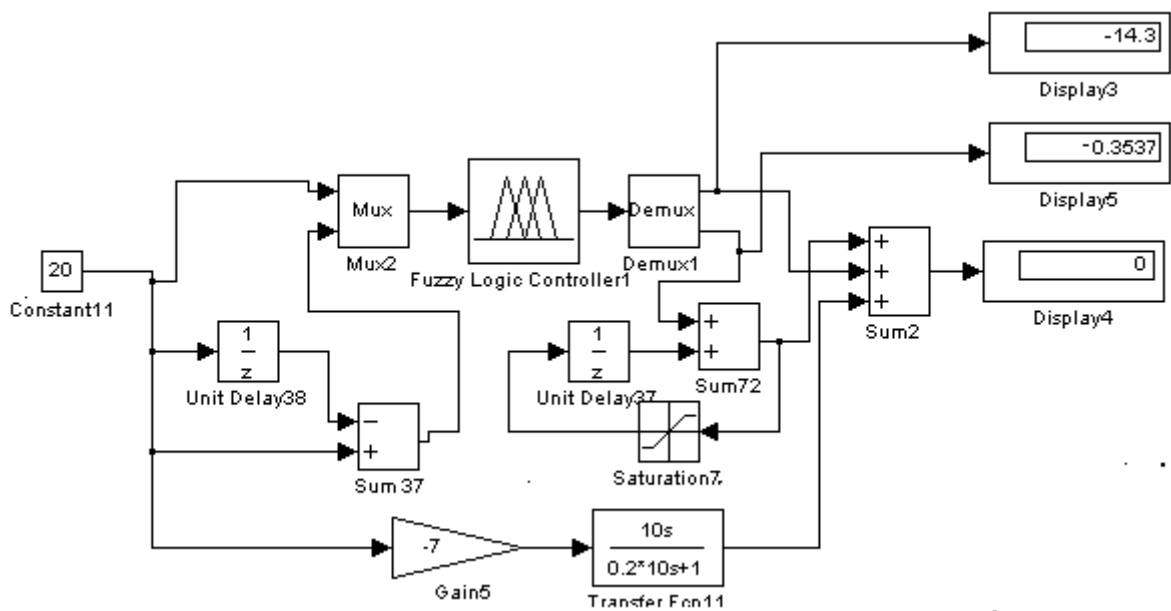 -14.3
Display3
-0.3537
Display5
Mux
Mux2
Fuzzy Logic Controller1
Demux
Demux1
20
Constant11
+
+
+
Sum2
0
Display4
1
z
Unit Delay38
1
z
Unit Delay37
+
+
Sum72
−
+
Sum 37
Saturation7
-7
Gain5
10s
0.2*10s+1
Transfer Fcn11